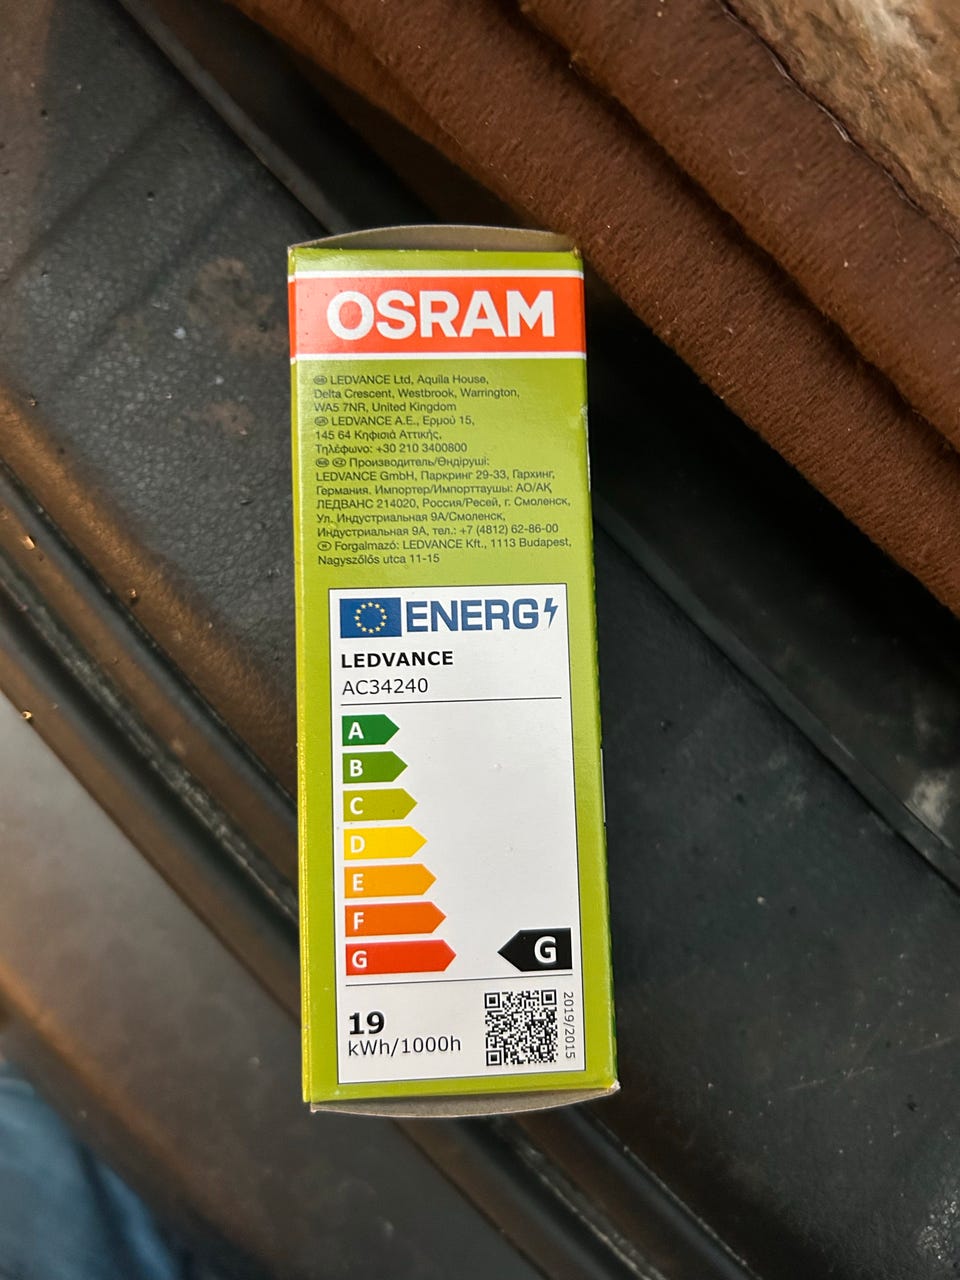 OSRAM
GB LEDVANCE Ltd, Aquila House,
Delta Crescent, Westbrook, Warrington,
WA5 7NR, United Kingdom
GR LEDVANCE A.E., Ερμού 15,
145 64 Κηφισιά Αττικής,
Τηλέφωνο: +30 210 3400800
Производитель/Өндіруші:
LEDVANCE GmbH, Паркринг 29-33, Гархинг,
Германия. Импортер/Импорттаушы: АО/АҚ
ЛЕДВАНС 214020, Россия/Ресей, г. Смоленск,
Ул. Индустриальная 9А/Смоленск,
Индустриальная 9А, тел.: +7 (4812) 62-86-00
H Forgalmazó: LEDVANCE Kft., 1113 Budapest,
Nagyszőlős utca 11-15
ENERG
LEDVANCE
AC34240
A
B
C
D
E
F
G
G
19
kWh/1000h
2019/2015